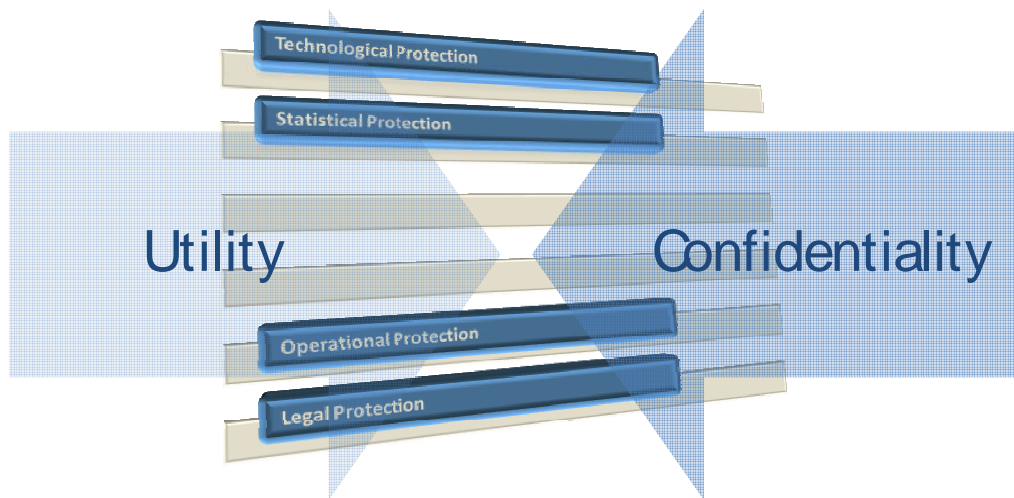 Technological Protection
Statistical Protection
Utility
Confidentiality
Operational Protection
Legal Protection